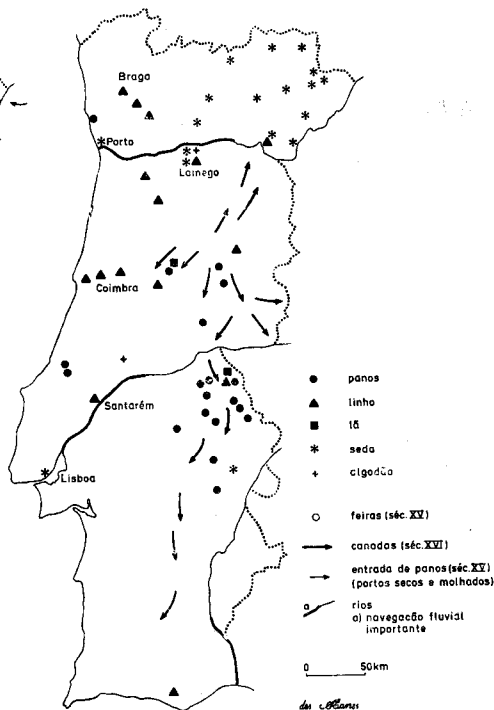 Braga
Porto
Lamego
Coimbra
Santarém
Lisboa
panos
linho
lã
seda
algodão
feiras (séc. XV)
canadas (séc. XVI)
entrada de panos (séc. XV)
(portos secos e molhados)
a
rios
a) navegação fluvial
importante
0 50km